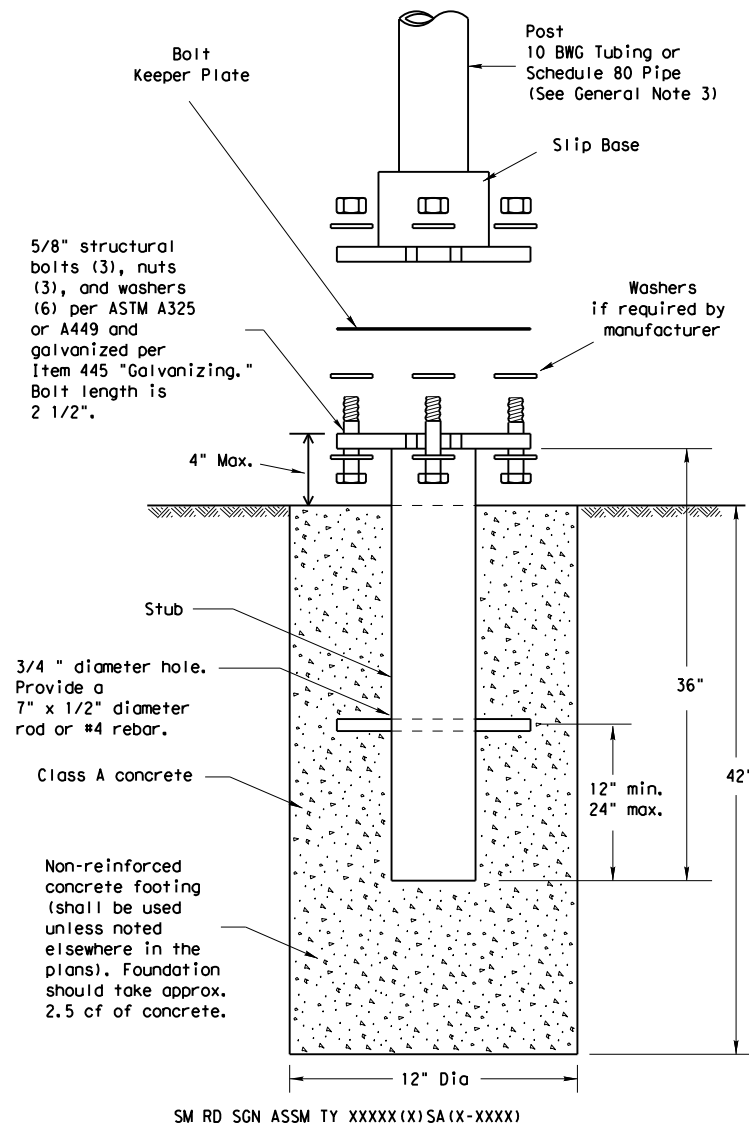 Bolt
Keeper Plate
Post
10 BWG Tubing or
Schedule 80 Pipe
(See General Note 3)
Slip Base
5/8" structural
bolts (3), nuts
(3), and washers
(6) per ASTM A325
or A449 and
galvanized per
Item 445 "Galvanizing."
Bolt length is
2 1/2".
Washers
if required by
manufacturer
4" Max.
Stub
3/4 " diameter hole.
Provide a
7" x 1/2" diameter
rod or #4 rebar.
36"
Class A concrete
12" min.
24" max.
42"
Non-reinforced
concrete footing
(shall be used
unless noted
elsewhere in the
plans). Foundation
should take approx.
2.5 cf of concrete.
12" Dia
SM RD SGN ASSM TY XXXXX(X)SA(X-XXXX)